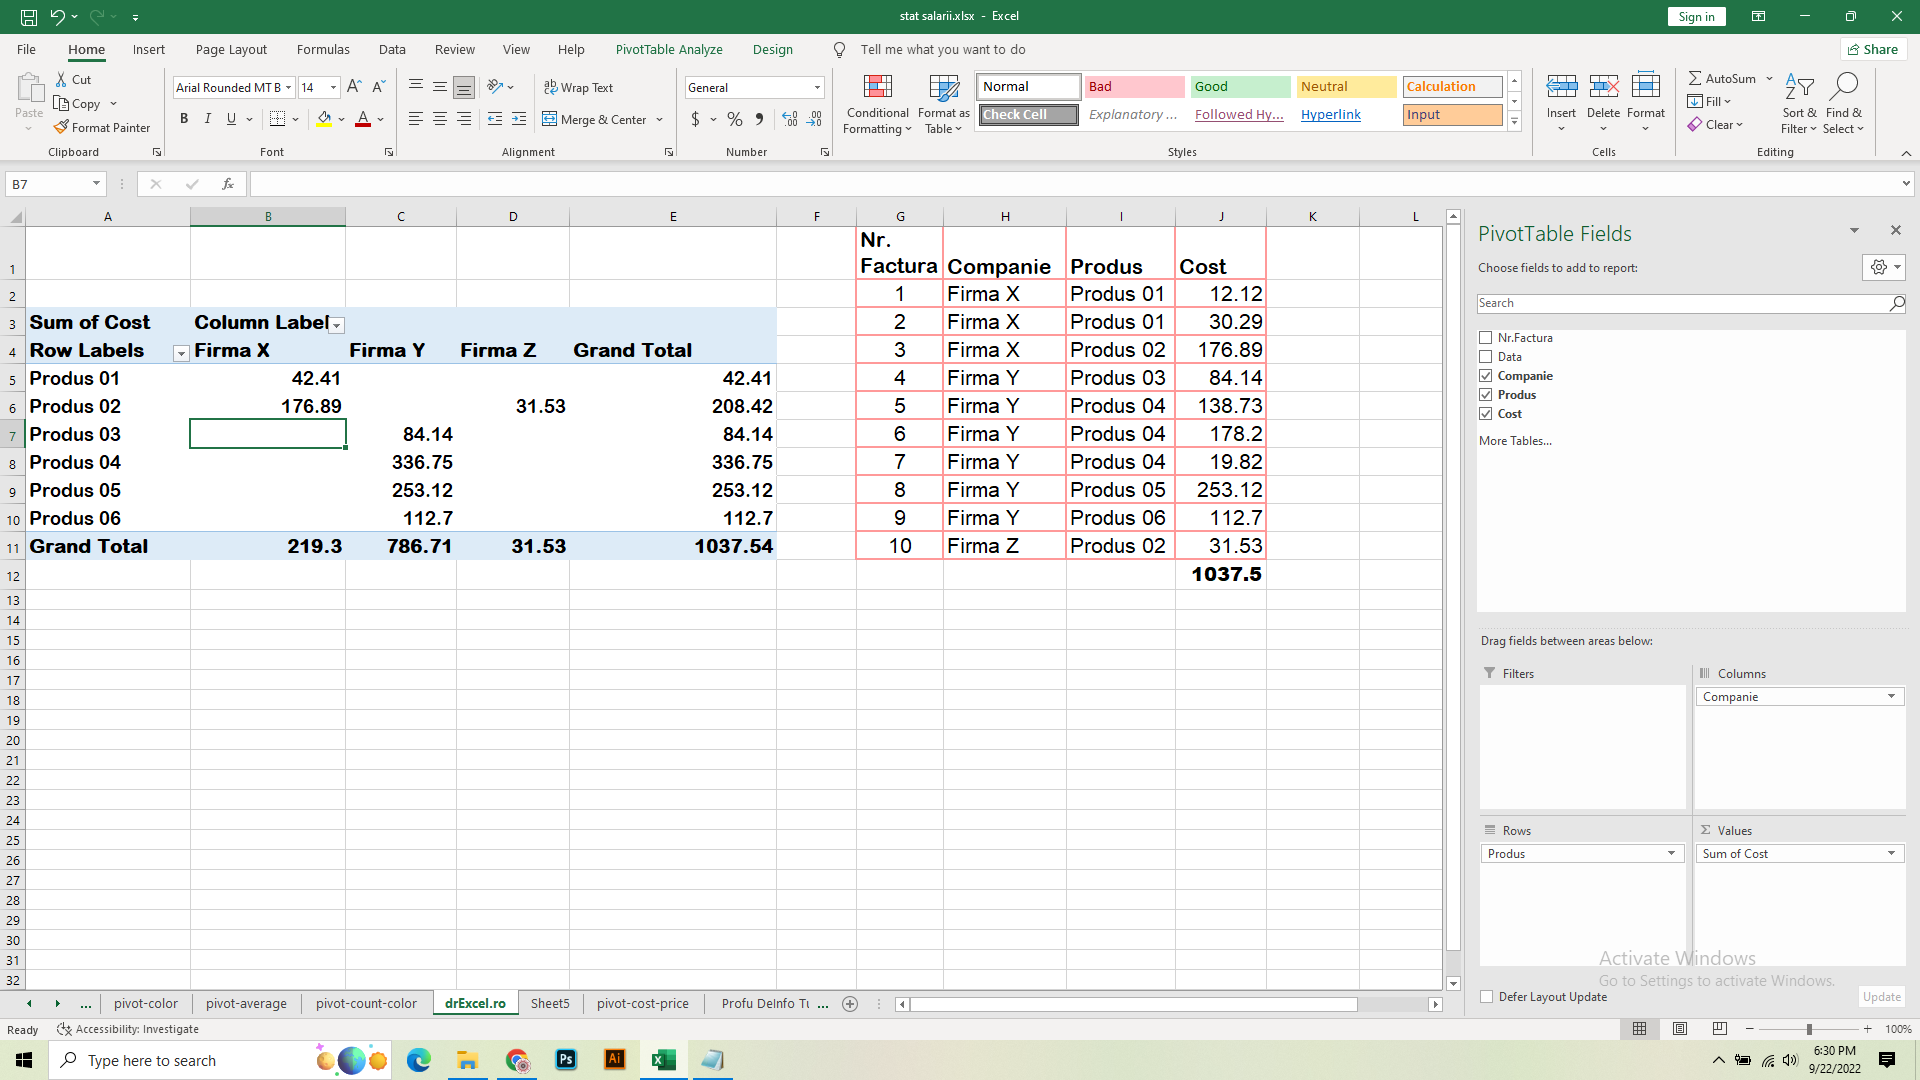 stat salarii.xlsx - Excel
Sign in
File Home Insert Page Layout Formulas Data Review View Help PivotTable Analyze Design Tell me what you want to do
Share
Paste
Cut
Copy
Format Painter
Clipboard
Arial Rounded MT B 14
B I U
Font
Wrap Text
Merge & Center
Alignment
General
$ % 9
Number
Conditional Formatting
Format as Table
Normal Bad Good Neutral Calculation
Check Cell Explanatory ... Followed Hy... Hyperlink Input
Styles
Insert Delete Format
Cells
AutoSum
Fill
Clear
Sort & Filter
Find & Select
Editing
B7
fx
A B C D E F G H I J K L
1 Nr. Factura Companie Produs Cost
2 1 Firma X Produs 01 12.12
3 Sum of Cost Column Label 2 Firma X Produs 01 30.29
4 Row Labels Firma X Firma Y Firma Z Grand Total 3 Firma X Produs 02 176.89
5 Produs 01 42.41 42.41 4 Firma Y Produs 03 84.14
6 Produs 02 176.89 31.53 208.42 5 Firma Y Produs 04 138.73
7 Produs 03 84.14 84.14 6 Firma Y Produs 04 178.2
8 Produs 04 336.75 336.75 7 Firma Y Produs 04 19.82
9 Produs 05 253.12 253.12 8 Firma Y Produs 05 253.12
10 Produs 06 112.7 112.7 9 Firma Y Produs 06 112.7
11 Grand Total 219.3 786.71 31.53 1037.54 10 Firma Z Produs 02 31.53
12 1037.5
13
14
15
16
17
18
19
20
21
22
23
24
25
26
27
28
29
30
31
32
PivotTable Fields
Choose fields to add to report:
Search
Nr.Factura
Data
Companie
Produs
Cost
More Tables...
Drag fields between areas below:
Filters
Columns
Companie
Rows
Values
Produs
Sum of Cost
Activate Windows
Go to Settings to activate Windows.
Defer Layout Update
Update
... pivot-color pivot-average pivot-count-color drExcel.ro Sheet5 pivot-cost-price Profu DeInfo Tu ...
Ready
Accessibility: Investigate
100%
Type here to search
Ps
Ai
6:30 PM
9/22/2022